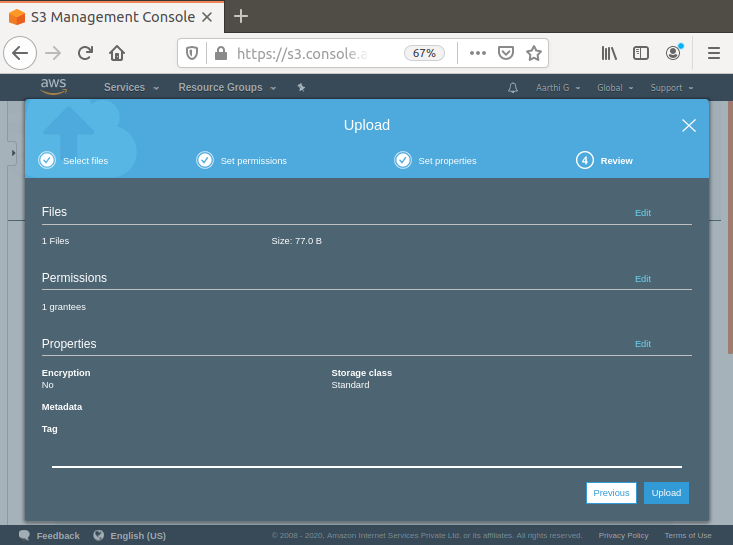 S3 Management Console
https://s3.console.a
67%
aws
Services
Resource Groups
Aarthi G
Global
Support
Upload
Select files
Set permissions
Set properties
4 Review
Files
Edit
1 Files
Size: 77.0 B
Permissions
Edit
1 grantees
Properties
Edit
Encryption
Storage class
No
Standard
Metadata
Tag
Previous
Upload
Feedback
English (US)
© 2008 - 2020, Amazon Internet Services Private Ltd. or its affiliates. All rights reserved.
Privacy Policy
Terms of Use